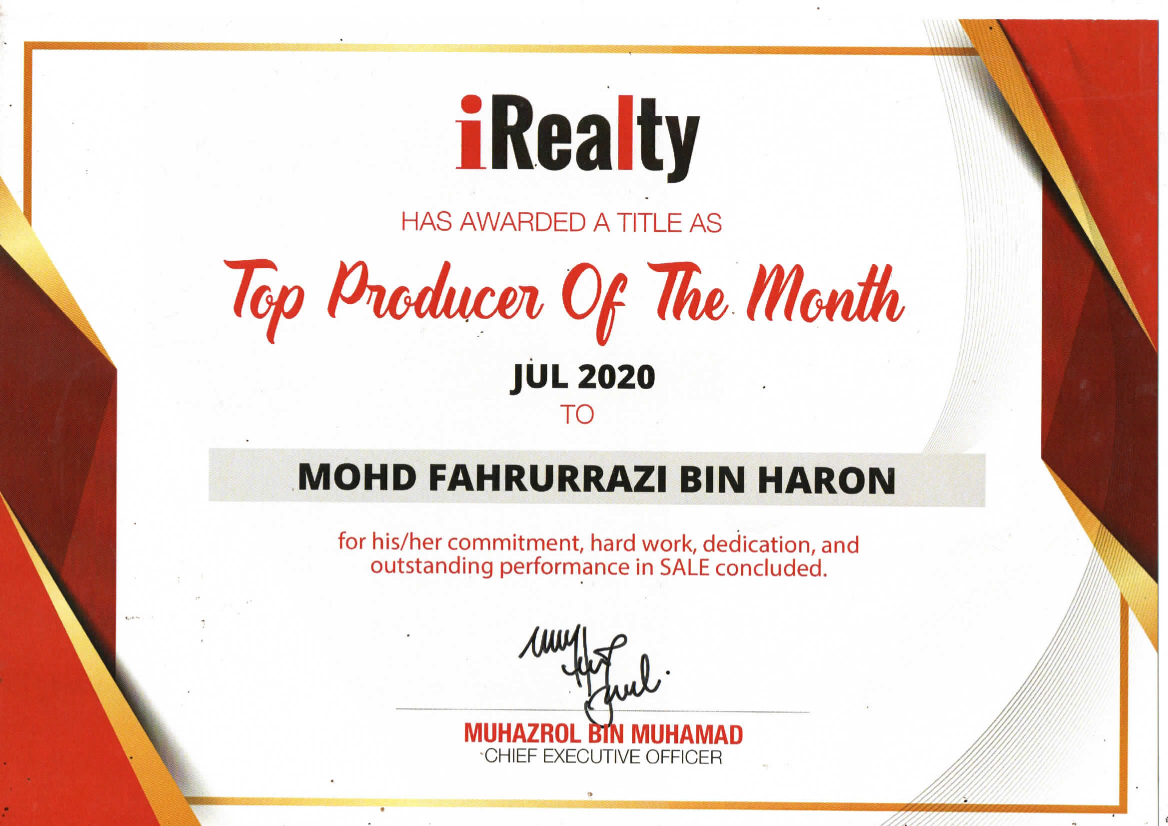 iRealty
HAS AWARDED A TITLE AS
Top Producer Of The Month
JUL 2020
TO
MOHD FAHRURRAZI BIN HARON
for his/her commitment, hard work, dedication, and
outstanding performance in SALE concluded.
MUHAZROL BIN MUHAMAD
CHIEF EXECUTIVE OFFICER